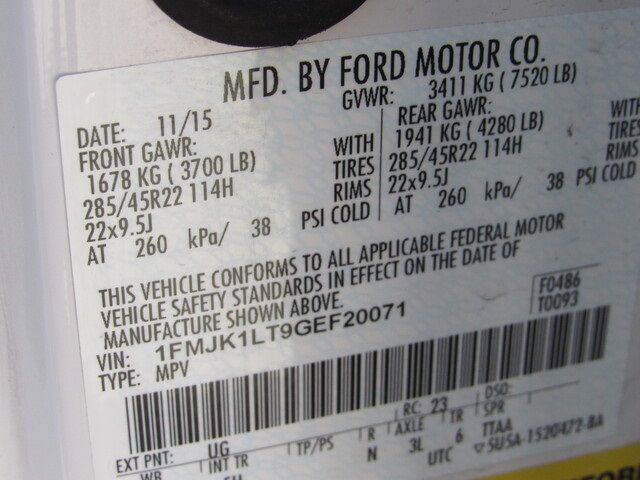 MFD. BY FORD MOTOR CO.
DATE: 11/15 GVWR: 3411 KG ( 7520 LB)
FRONT GAWR: REAR GAWR:
1678 KG ( 3700 LB) WITH 1941 KG ( 4280 LB) WITH
285/45R22 114H TIRES 285/45R22 114H TIRES
22x9.5J RIMS 22x9.5J RIMS
AT 260 kPa/ 38 PSI COLD AT 260 kPa/ 38 PSI COLD
THIS VEHICLE CONFORMS TO ALL APPLICABLE FEDERAL MOTOR
VEHICLE SAFETY STANDARDS IN EFFECT ON THE DATE OF
MANUFACTURE SHOWN ABOVE. F0486
VIN: 1FMJK1LT9GEF20071 T0093
TYPE: MPV
RC: 23 DSO:
EXT PNT: UG AXLE TR SPR
WB INT TR TP/PS R 3L 6 TTAA
N UTC SU5A-1520472-BA